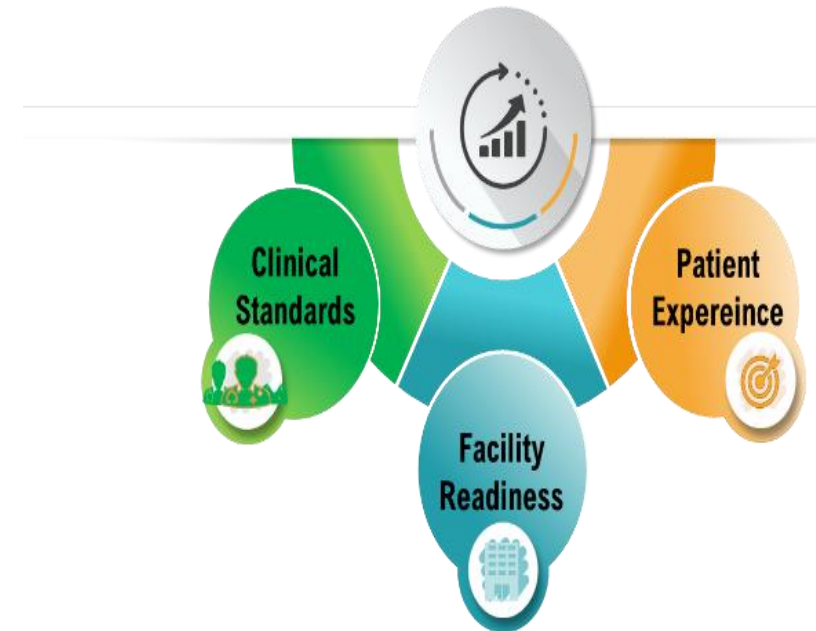 Clinical
Standards
Facility
Readiness
Patient
Expereince